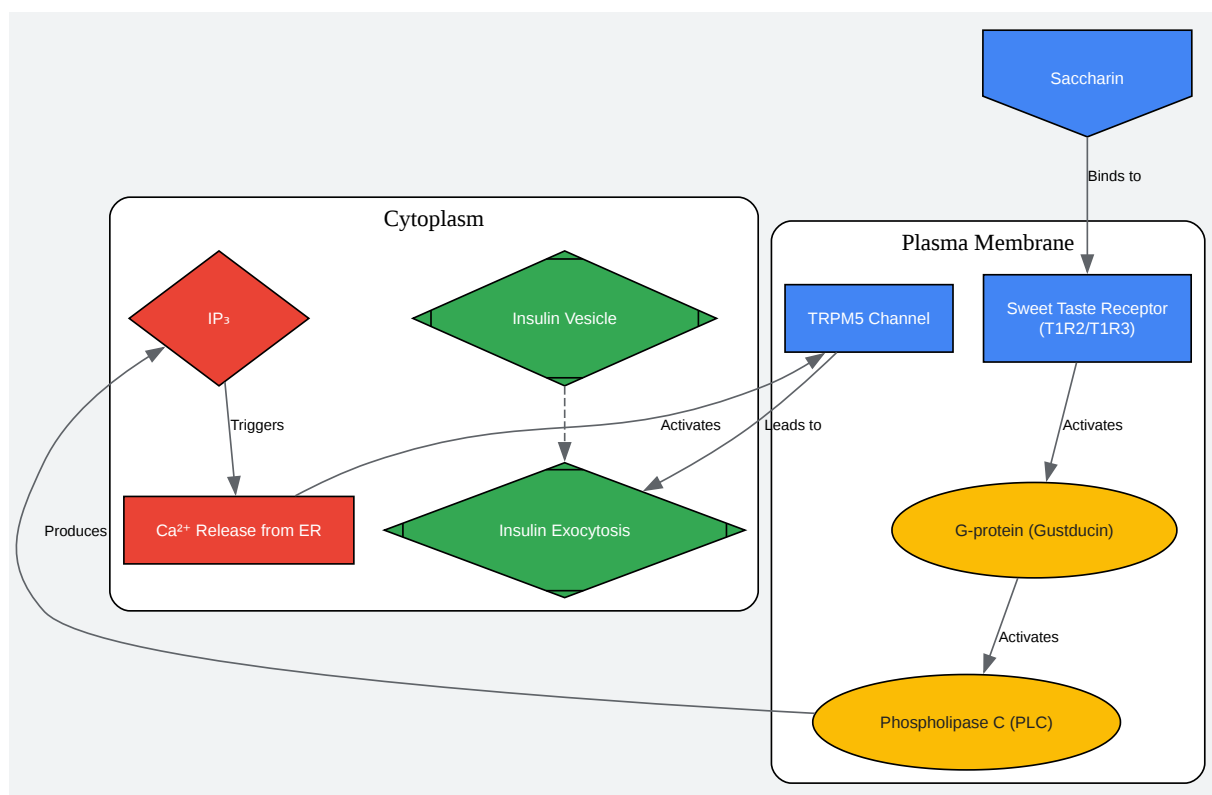 Saccharin
Binds to
Cytoplasm
Plasma Membrane
IP₃
Insulin Vesicle
TRPM5 Channel
Sweet Taste Receptor
(T1R2/T1R3)
Triggers
Activates
Leads to
Activates
Produces
Ca²⁺ Release from ER
Insulin Exocytosis
G-protein (Gustducin)
Activates
Phospholipase C (PLC)